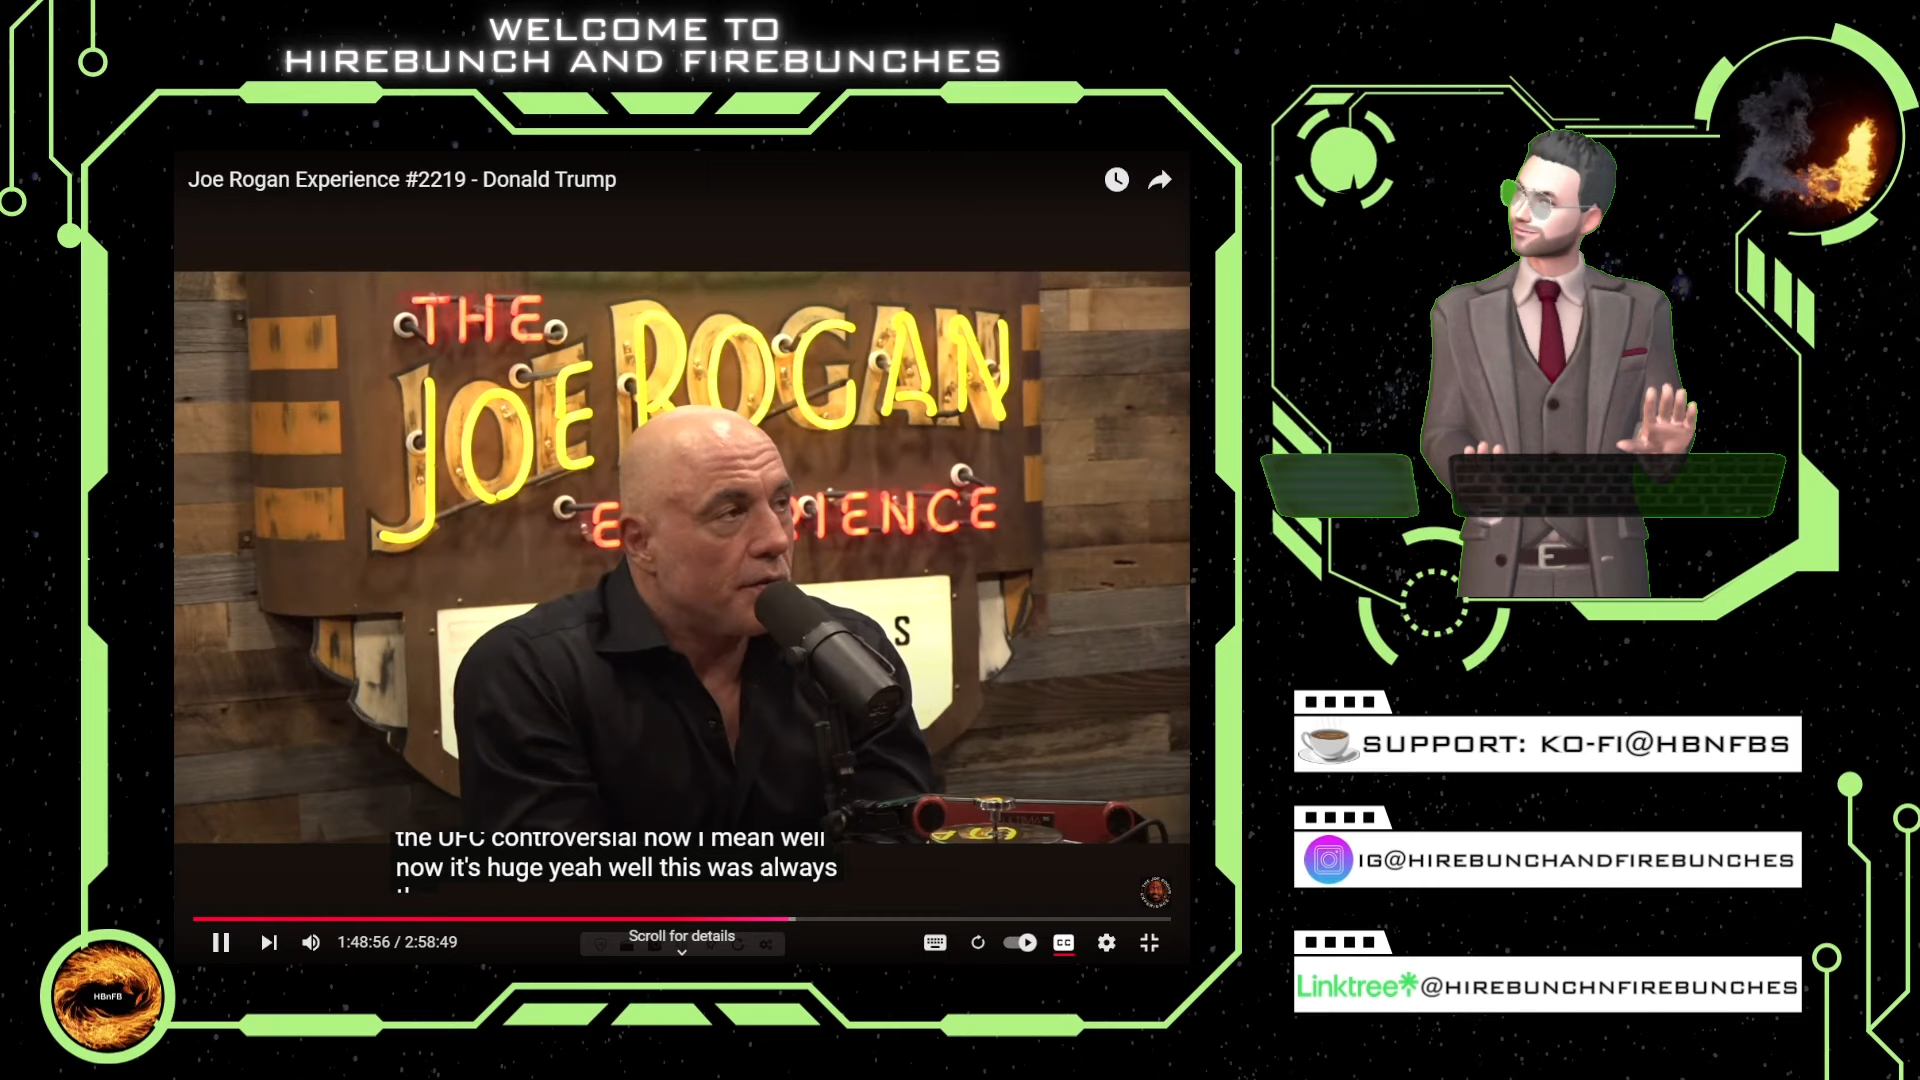 WELCOME TO
HIREBUNCH AND FIREBUNCHES
Joe Rogan Experience #2219 - Donald Trump
THE
JOE ROGAN
E RIENCE
S
the UFC controversial now I mean well
now it's huge yeah well this was always
Scroll for details
1:48:56 / 2:58:49
CC
HBnFB
SUPPORT: KO-FI@HBNFBS
IG@HIREBUNCHANDFIREBUNCHES
Linktree@HIREBUNCHNFIREBUNCHES